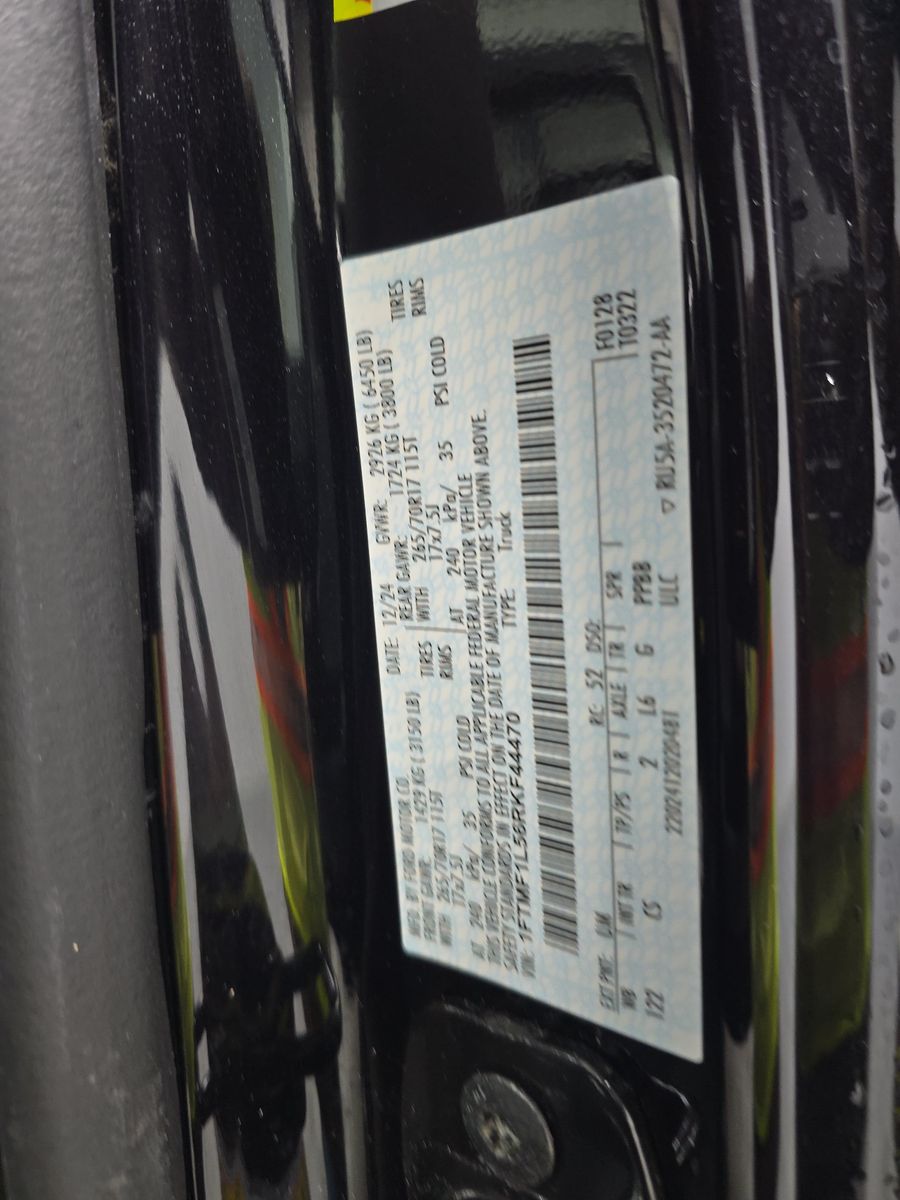 MFD. BY FORD MOTOR CO.
DATE: 12/24 GVWR: 2926 KG ( 6450 LB)
FRONT GAWR: 1429 KG ( 3150 LB) REAR GAWR: 1724 KG ( 3800 LB)
WITH 265/70R17 115T TIRES WITH 265/70R17 115T TIRES
17x7.5J RIMS 17x7.5J RIMS
AT 240 kPa/ 35 PSI COLD AT 240 kPa/ 35 PSI COLD
THIS VEHICLE CONFORMS TO ALL APPLICABLE FEDERAL MOTOR VEHICLE
SAFETY STANDARDS IN EFFECT ON THE DATE OF MANUFACTURE SHOWN ABOVE.
VIN: 1FTMF1L56RKF44470 TYPE: Truck
F0128
T0322
EXT PNT: RC: 52 DSO:
WB INT TR TP/PS R AXLE TR SPR
122 CS 2 L6 G PPBB
220241202204B1 ULC ▽ RU5A-3520472-AA